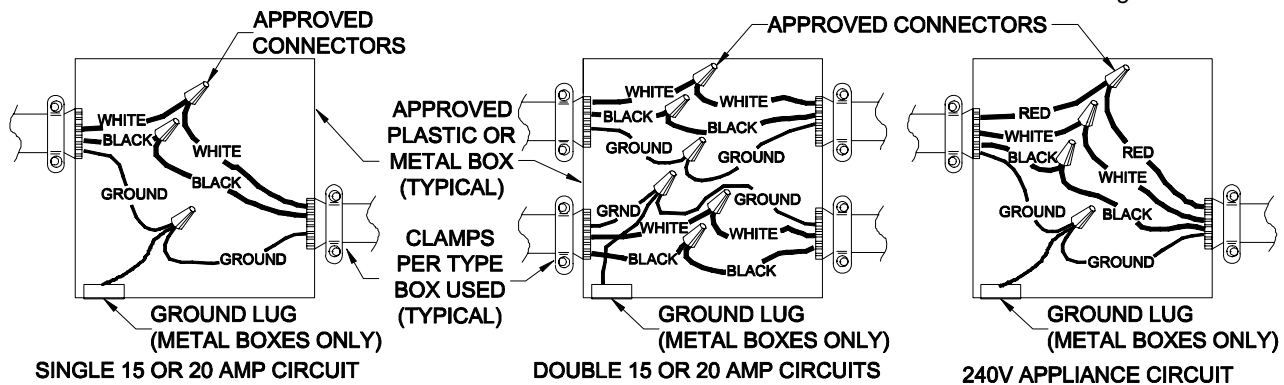 g
APPROVED
CONNECTORS
WHITE
BLACK
WHITE
BLACK
GROUND
GROUND
GROUND LUG
(METAL BOXES ONLY)
SINGLE 15 OR 20 AMP CIRCUIT
APPROVED
PLASTIC OR
METAL BOX
(TYPICAL)
CLAMPS
PER TYPE
BOX USED
(TYPICAL)
APPROVED CONNECTORS
WHITE
WHITE
BLACK
BLACK
GROUND
GROUND
GRND
GROUND
WHITE
WHITE
BLACK
BLACK
GROUND LUG
(METAL BOXES ONLY)
DOUBLE 15 OR 20 AMP CIRCUITS
RED
WHITE
BLACK
RED
WHITE
GROUND
BLACK
GROUND
GROUND LUG
(METAL BOXES ONLY)
240V APPLIANCE CIRCUIT